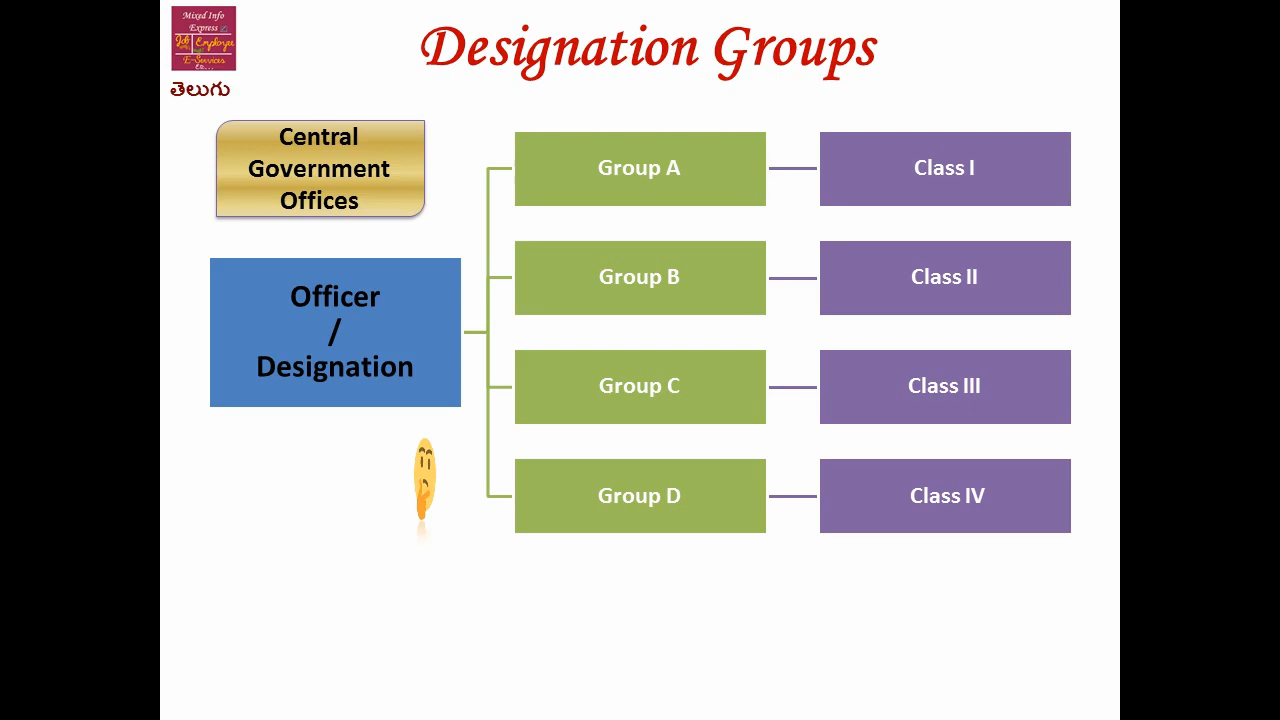 Mixed Info
Express
Employee
E-Services
తెలుగు
Designation Groups
Central
Government
Offices
Officer
/
Designation
Group A
Class I
Group B
Class II
Group C
Class III
Group D
Class IV